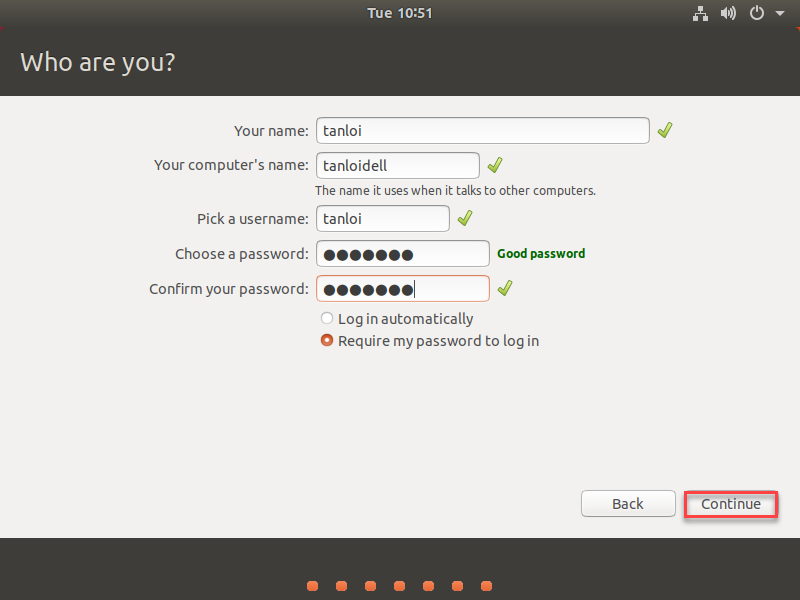 Tue 10:51
Who are you?
Your name: tanloi
Your computer's name: tanloidell
The name it uses when it talks to other computers.
Pick a username: tanloi
Choose a password: ●●●●●●● Good password
Confirm your password: ●●●●●●●
Log in automatically
Require my password to log in
Back Continue